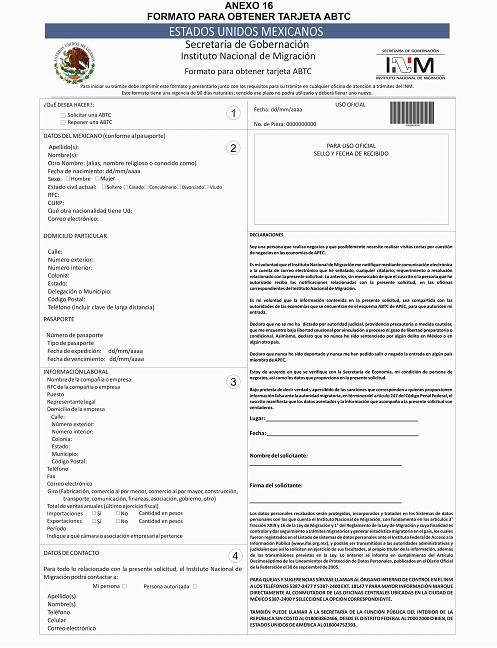 ANEXO 16
FORMATO PARA OBTENER TARJETA ABTC
ESTADOS UNIDOS MEXICANOS
Secretaría de Gobernación
Instituto Nacional de Migración
Formato para obtener tarjeta ABTC
ESTADOS UNIDOS MEXICANOS
SECRETARÍA DE GOBERNACIÓN
INM
INSTITUTO NACIONAL DE MIGRACIÓN
Para iniciar su trámite debe imprimir este formato y presentarlo junto con los requisitos para su trámite en cualquier oficina de atención a trámites del INM.
Este formato tiene una vigencia de 90 días naturales; vencido ese plazo no podrá utilizarlo y deberá llenar uno nuevo.
¿Qué DESEA HACER?:
Solicitar una ABTC
Reponer una ABTC
1
DATOS DEL MEXICANO (conforme al pasaporte)
2
Apellido(s):
Nombre(s):
Otro Nombre: (alias, nombre religioso o conocido como)
Fecha de nacimiento: dd/mm/aaaa
Sexo: Hombre Mujer
Estado civil actual: Soltero Casado Concubinario Divorciado Viudo
RFC:
CURP:
Qué otra nacionalidad tiene Ud:
Correo electrónico:
DOMICILIO PARTICULAR
Calle:
Número exterior:
Número interior:
Colonia:
Estado:
Delegación o Municipio:
Código Postal:
Teléfono (incluir clave de larga distancia)
PASAPORTE
Número de pasaporte
Tipo de pasaporte
Fecha de expedición: dd/mm/aaaa
Fecha de vencimiento: dd/mm/aaaa
INFORMACIÓN LABORAL
3
Nombre de la compañía o empresa
RFC de la compañía o empresa
Puesto
Representante legal
Domicilio de la empresa
Calle:
Número exterior:
Número interior:
Colonia:
Estado:
Municipio:
Código Postal:
Teléfono
Fax
Correo electrónico
Giro (Fabricación, comercio al por menor, comercio al por mayor, construcción,
transporte, comunicación, finanzas, asociación, gobierno, otro)
Total de ventas anuales (último ejercicio fiscal)
Importaciones Sí No Cantidad en pesos
Exportaciones Sí No Cantidad en pesos
Período
Indique a qué cámara o asociación empresarial pertenece
DATOS DE CONTACTO
4
Para todo lo relacionado con esta solicitud, el Instituto Nacional de
Migración podrá contactar a:
Mi persona Persona autorizada
Apellido(s)
Nombre(s)
Teléfono
Celular
Correo electrónico
USO OFICIAL
Fecha: dd/mm/aaaa
No. de Pieza: 0000000000
PARA USO OFICIAL
SELLO Y FECHA DE RECIBIDO
DECLARACIONES
Soy una persona que realiza negocios y que posiblemente necesite realizar visitas cortas por cuestión
de negocios en las economías de APEC.
Es mi voluntad que el Instituto Nacional de Migración me notifique mediante comunicación electrónica
a la cuenta de correo electrónico que he señalado, cualquier citatorio, requerimiento o resolución
relacionado con la presente solicitud. La anterior, sin menoscabo de que el suscrito o la persona que he
autorizado reciba las notificaciones relacionadas con la presente solicitud, en las oficinas
correspondientes del Instituto Nacional de Migración.
Es mi voluntad que la información contenida en la presente solicitud, sea compartida con las
autoridades de las economías que se encuentran en el esquema ABTC de APEC, para que autoricen mi
entrada.
Declaro que no se me ha dictado por autoridad judicial, providencia precautoria o medida cautelar,
que me encuentro bajo libertad caucional por vinculación a proceso ni gozo de libertad preparatoria o
condicional. Asimismo, declaro que no he sido sentenciado por algún delito en México o en
algún otro país.
Declaro que nunca he sido deportado y nunca me han pedido salir o negado la entrada en algún país
miembro de APEC.
Estoy de acuerdo en que se verifique con la Secretaría de Economía, mi condición de persona de
negocios, así como los datos que proporciono en la presente solicitud.
Bajo protesta de decir verdad y apercibido de las sanciones que corresponden a quienes proporcionen
información falsa ante la autoridad migratoria, en términos del artículo 247 del Código Penal Federal, el
suscrito manifiesta que los datos asentados y la información que acompaña a la presente solicitud son
verdaderos.
Lugar:
Fecha:
Nombre del solicitante:
Firma del solicitante:
Los datos personales recabados serán protegidos, incorporados y tratados en los Sistemas de datos
personales con que cuenta el Instituto Nacional de Migración, con fundamento en los artículos 3°
fracción XXIX y 16 de la Ley de Migración y 1° del Reglamento de la Ley de Migración y cuya finalidad es
controlar y dar seguimiento a trámites migratorios y generar estadística migratoria en el país, los cuales
fueron registrados en el Listado de sistemas de datos personales ante el Instituto Federal de Acceso a la
Información Pública (www.ifai.org.mx), y podrán ser transmitidos a las autoridades administrativas y
judiciales que así lo soliciten en ejercicio de sus facultades, al propio titular de la información, además
de las transmisiones previstas en la Ley. Lo anterior se informa en cumplimiento del Artículo
Decimoséptimo de los Lineamientos de Protección de Datos Personales, publicados en el Diario Oficial
de la Federación el 30 de septiembre de 2005.
PARA QUEJAS Y SUGERENCIAS SÍRVASE LLAMAR AL ÓRGANO INTERNO DE CONTROL EN EL INM
A LOS TELÉFONOS 5387-2477 Y 5387-2400 EXT. 18147 Y PARA MAYOR INFORMACIÓN MARQUE
DIRECTAMENTE AL CONMUTADOR DE LAS OFICINAS CENTRALES UBICADAS EN LA CIUDAD DE
MÉXICO 5387-2400 Y SELECCIONE LA OPCIÓN CORRESPONDIENTE.
TAMBIÉN PUEDE LLAMAR A LA SECRETARÍA DE LA FUNCIÓN PÚBLICA DEL INTERIOR DE LA
REPÚBLICA SIN COSTO AL 018003862466, DESDE EL DISTRITO FEDERAL AL 2000 2000 O BIEN, DE
ESTADOS UNIDOS DE AMÉRICA AL 018004752393.